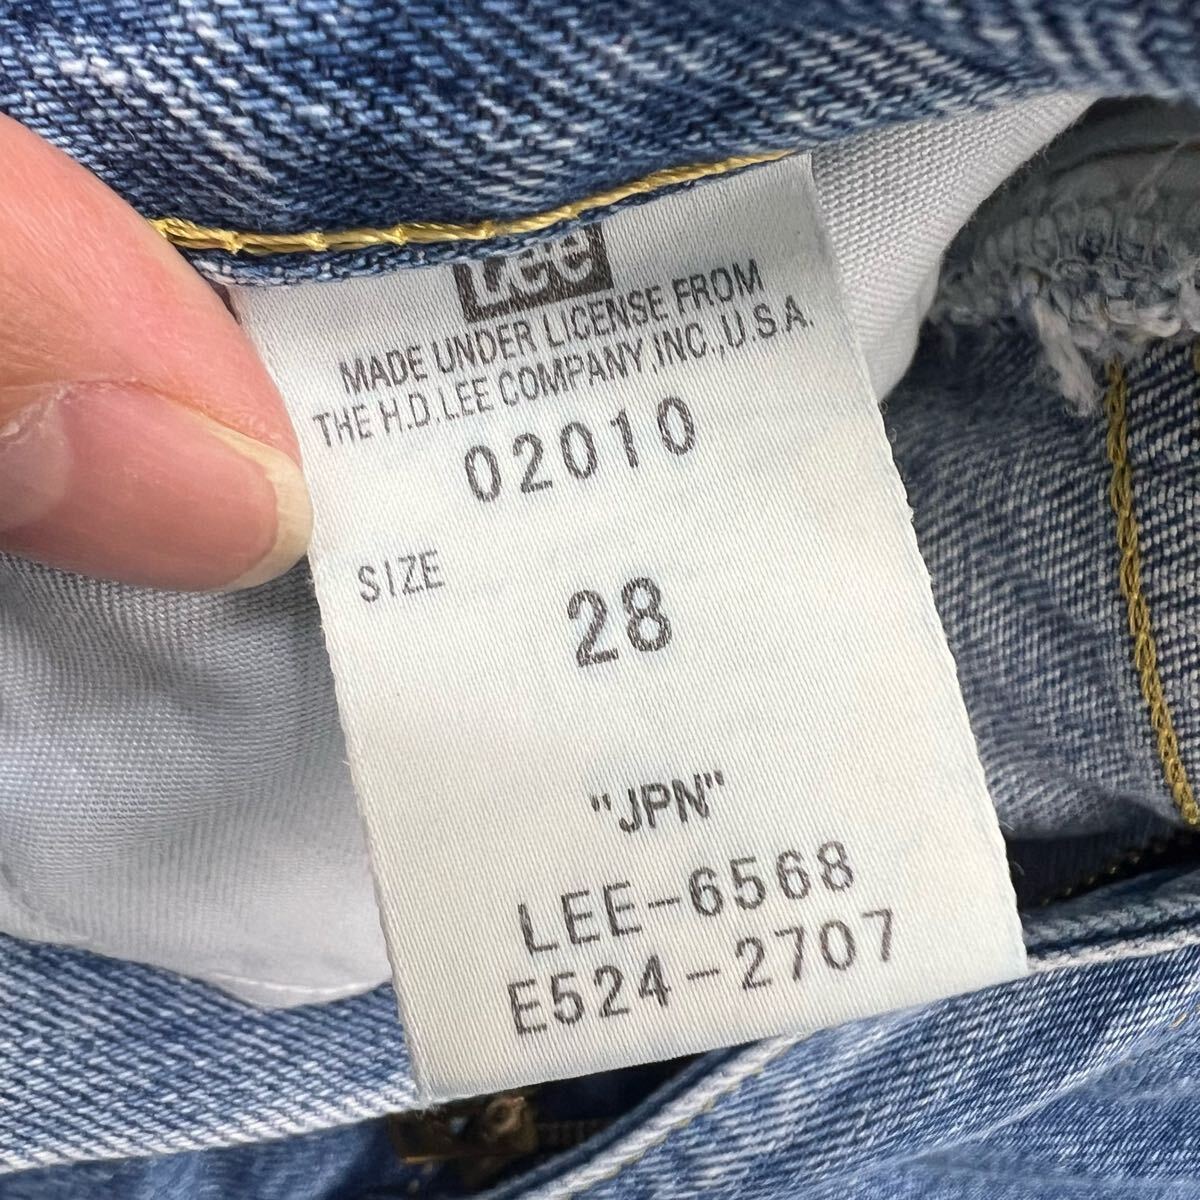 Lee
MADE UNDER LICENSE FROM
THE H.D.LEE COMPANY,INC.,U.S.A.
02010
SIZE
28
"JPN"
LEE-6568
E524-2707